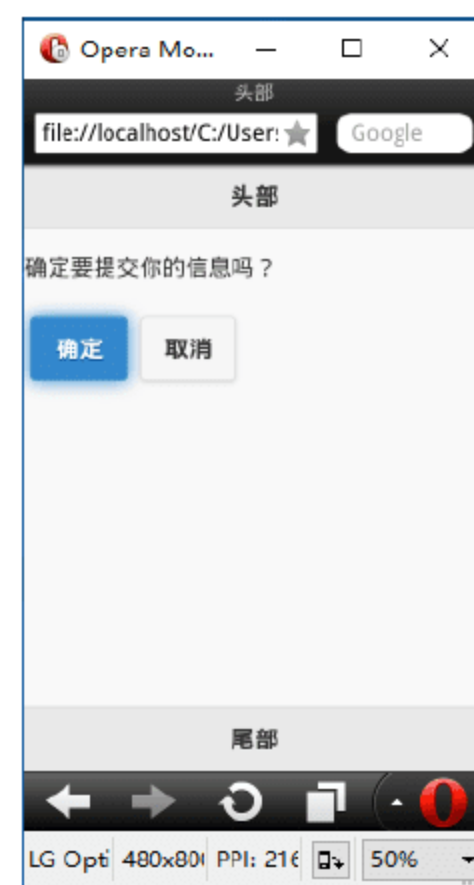 Opera Mo...
头部
file://localhost/C:/User: Google
头部
确定要提交你的信息吗？
确定 取消
尾部
LG Opti 480x80 PPI: 216 50%